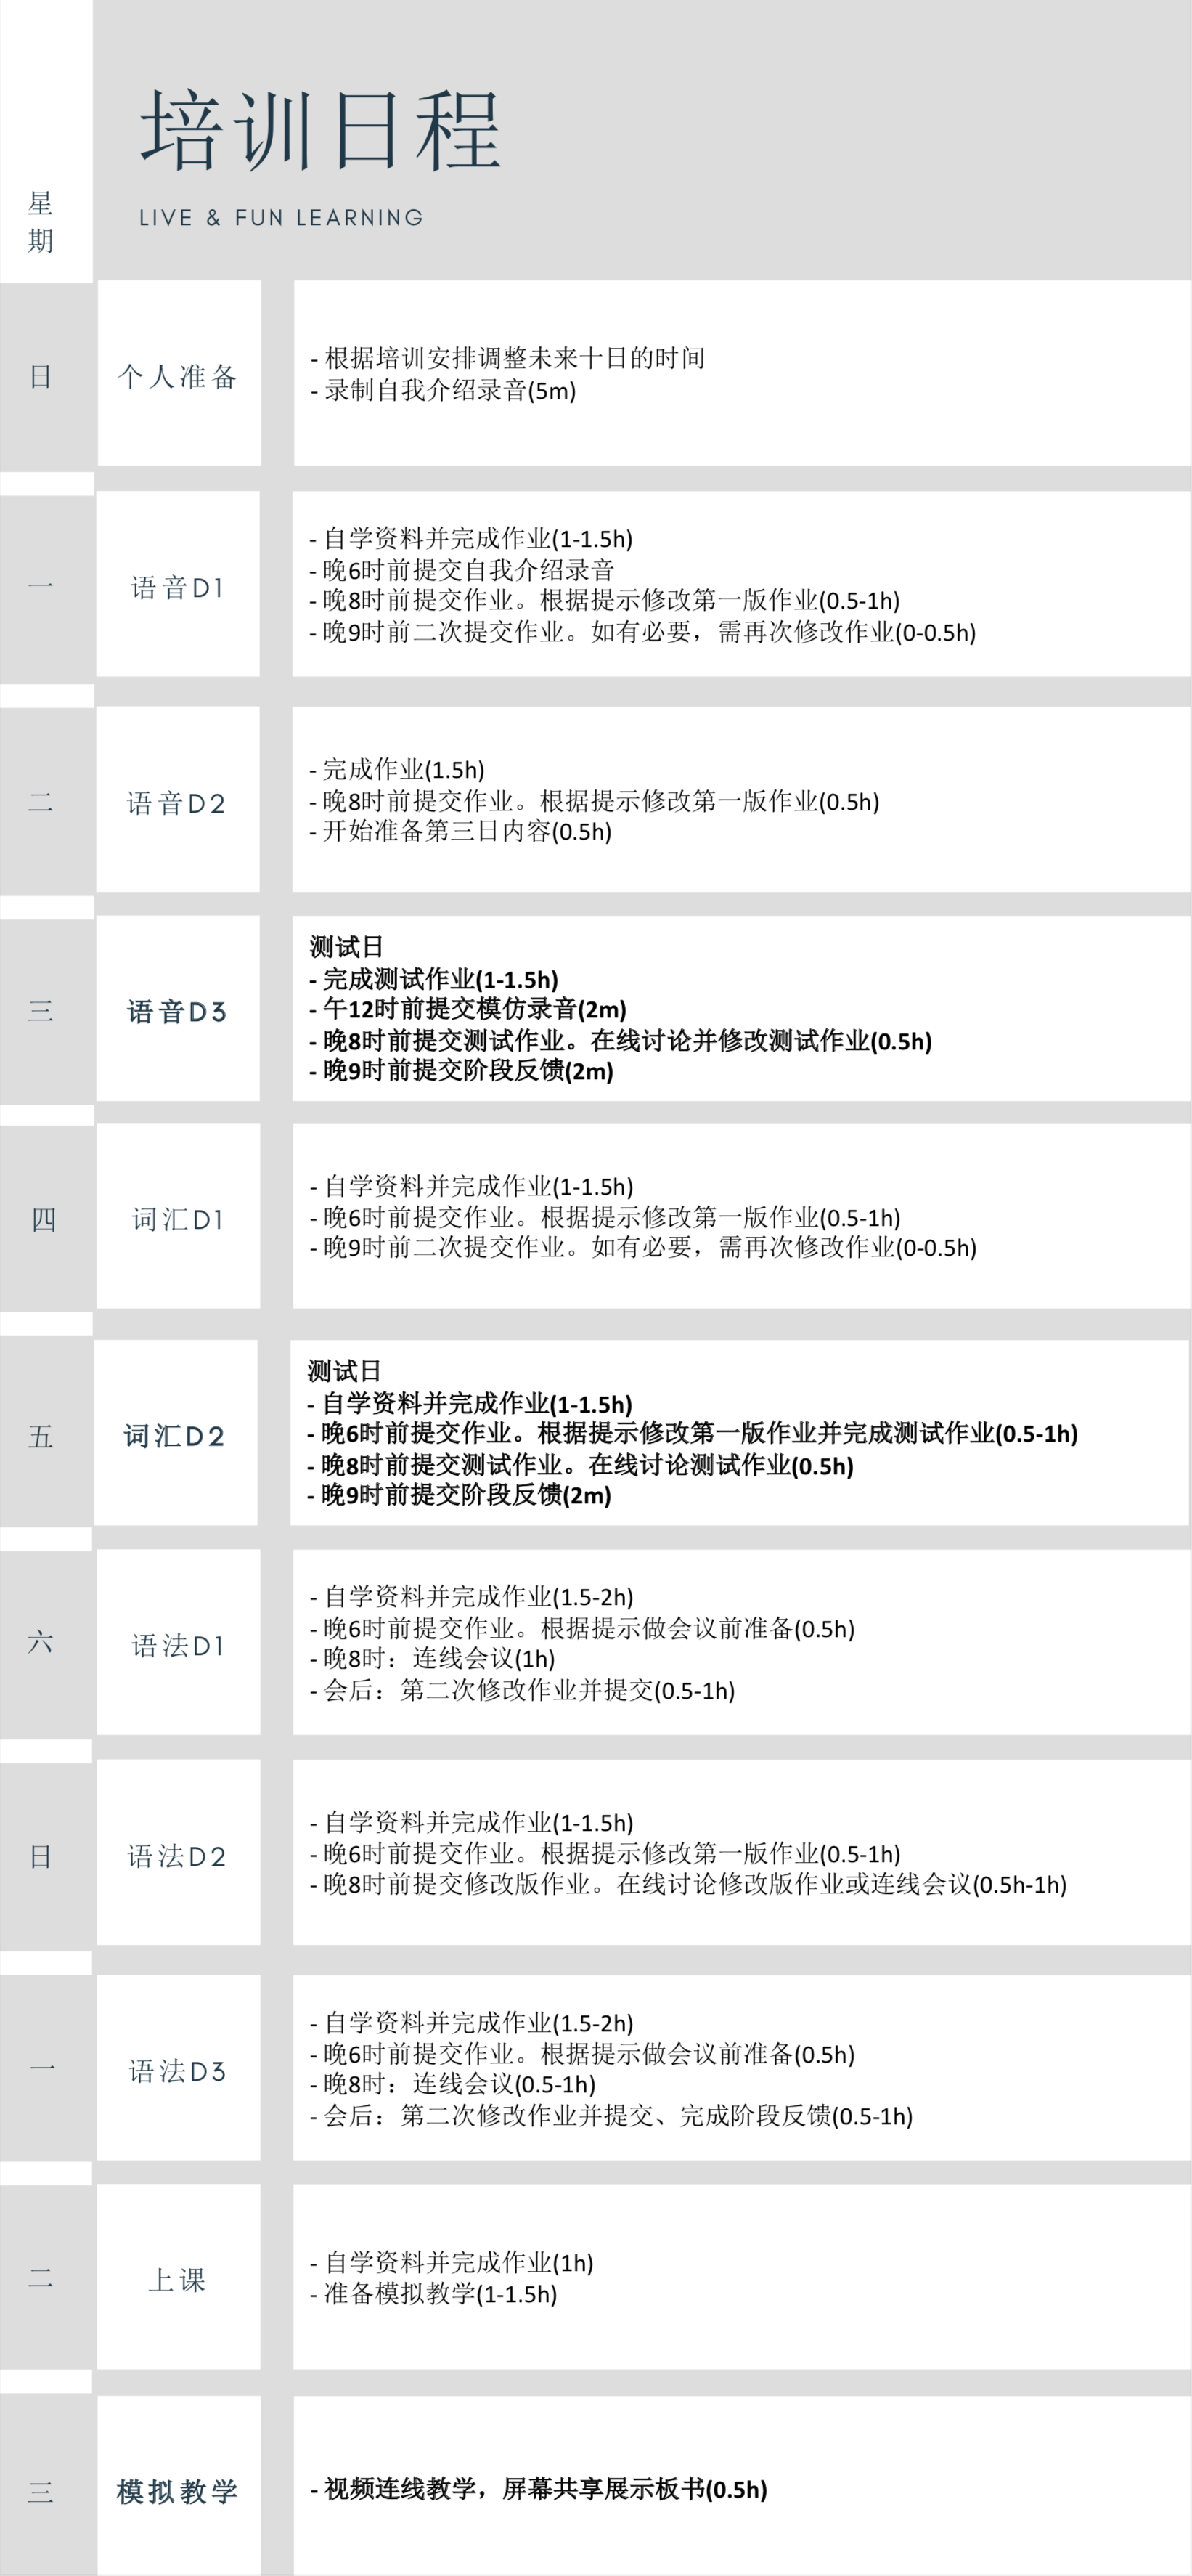 培训日程
LIVE & FUN LEARNING
星
期
日
个人准备
- 根据培训安排调整未来十日的时间
- 录制自我介绍录音(5m)
一
语音D1
- 自学资料并完成作业(1-1.5h)
- 晚6时前提交自我介绍录音
- 晚8时前提交作业。根据提示修改第一版作业(0.5-1h)
- 晚9时前二次提交作业。如有必要，需再次修改作业(0-0.5h)
二
语音D2
- 完成作业(1.5h)
- 晚8时前提交作业。根据提示修改第一版作业(0.5h)
- 开始准备第三日内容(0.5h)
三
语音D3
测试日
- 完成测试作业(1-1.5h)
- 午12时前提交模仿录音(2m)
- 晚8时前提交测试作业。在线讨论并修改测试作业(0.5h)
- 晚9时前提交阶段反馈(2m)
四
词汇D1
- 自学资料并完成作业(1-1.5h)
- 晚6时前提交作业。根据提示修改第一版作业(0.5-1h)
- 晚9时前二次提交作业。如有必要，需再次修改作业(0-0.5h)
五
词汇D2
测试日
- 自学资料并完成作业(1-1.5h)
- 晚6时前提交作业。根据提示修改第一版作业并完成测试作业(0.5-1h)
- 晚8时前提交测试作业。在线讨论测试作业(0.5h)
- 晚9时前提交阶段反馈(2m)
六
语法D1
- 自学资料并完成作业(1.5-2h)
- 晚6时前提交作业。根据提示做会议前准备(0.5h)
- 晚8时：连线会议(1h)
- 会后：第二次修改作业并提交(0.5-1h)
日
语法D2
- 自学资料并完成作业(1-1.5h)
- 晚6时前提交作业。根据提示修改第一版作业(0.5-1h)
- 晚8时前提交修改版作业。在线讨论修改版作业或连线会议(0.5h-1h)
一
语法D3
- 自学资料并完成作业(1.5-2h)
- 晚6时前提交作业。根据提示做会议前准备(0.5h)
- 晚8时：连线会议(0.5-1h)
- 会后：第二次修改作业并提交、完成阶段反馈(0.5-1h)
二
上课
- 自学资料并完成作业(1h)
- 准备模拟教学(1-1.5h)
三
模拟教学
- 视频连线教学，屏幕共享展示板书(0.5h)